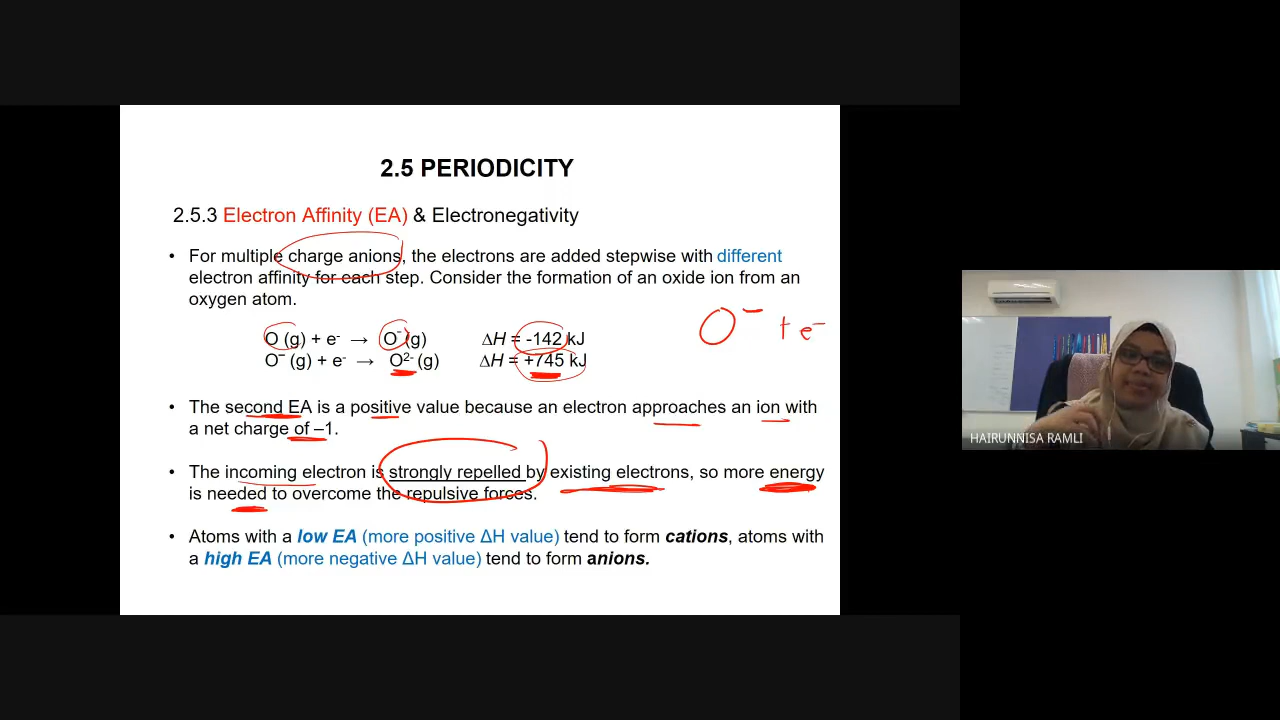 2.5 PERIODICITY
2.5.3 Electron Affinity (EA) & Electronegativity
• For multiple charge anions, the electrons are added stepwise with different
electron affinity for each step. Consider the formation of an oxide ion from an
oxygen atom.
O⁻ + e⁻
O (g) + e⁻ → O⁻ (g) ΔH = -142 kJ
O⁻ (g) + e⁻ → O²⁻ (g) ΔH = +745 kJ
• The second EA is a positive value because an electron approaches an ion with
a net charge of –1.
• The incoming electron is strongly repelled by existing electrons, so more energy
is needed to overcome the repulsive forces.
• Atoms with a low EA (more positive ΔH value) tend to form cations, atoms with
a high EA (more negative ΔH value) tend to form anions.
HAIRUNNISA RAMLI